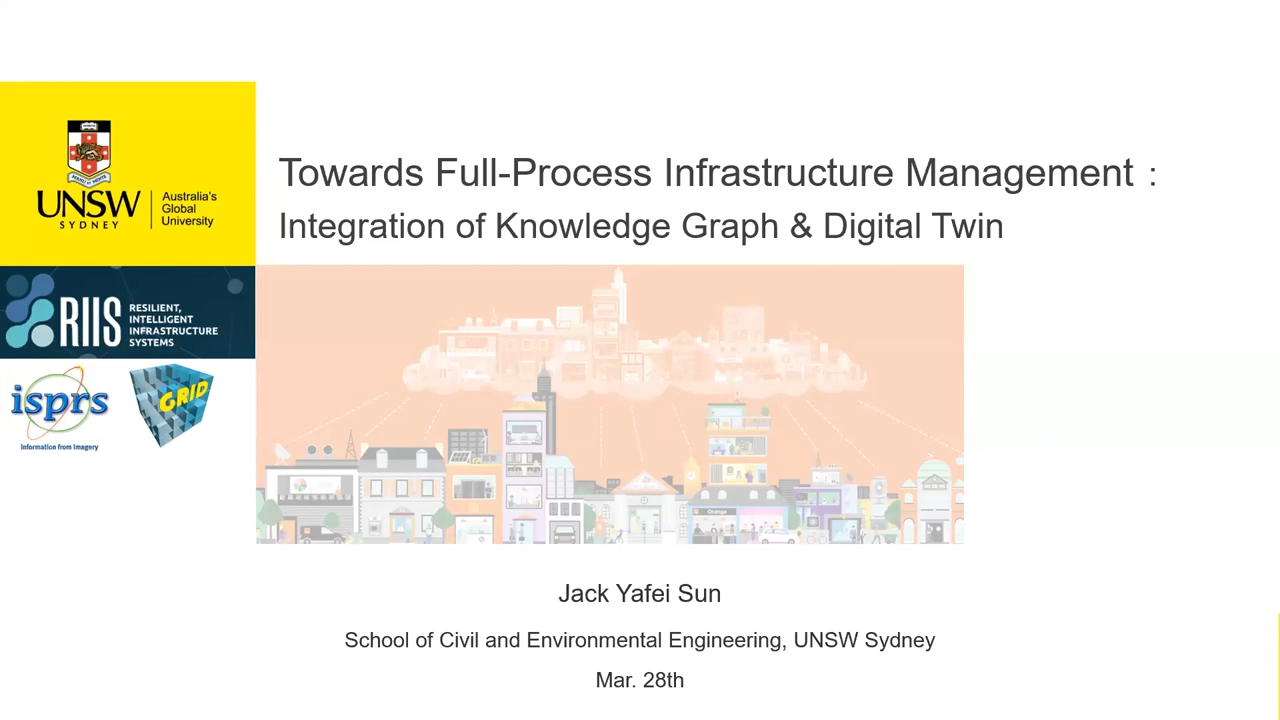 UNSW
SYDNEY
Australia's
Global
University
Towards Full-Process Infrastructure Management：
Integration of Knowledge Graph & Digital Twin
RIIS
RESILIENT,
INTELLIGENT
INFRASTRUCTURE
SYSTEMS
isprs
Information from Imagery
GRID
Orange
Jack Yafei Sun
School of Civil and Environmental Engineering, UNSW Sydney
Mar. 28th